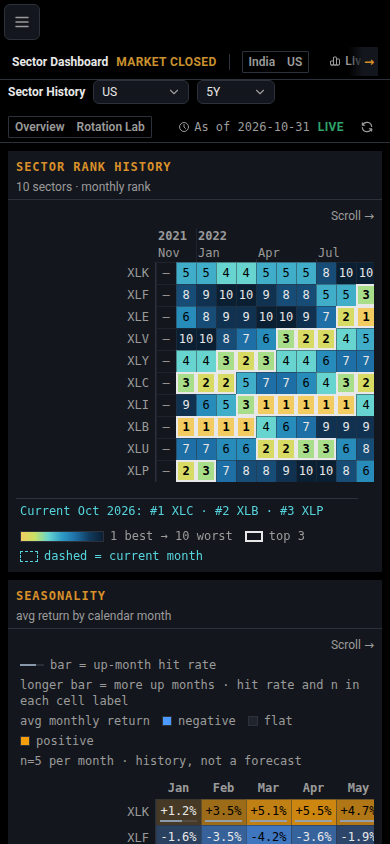 Sector Dashboard MARKET CLOSED India US Liv →
Sector History US 5Y
Overview Rotation Lab As of 2026-10-31 LIVE
SECTOR RANK HISTORY
10 sectors · monthly rank
Scroll →
2021 2022
Nov Jan Apr Jul
XLK — 5 5 4 4 5 5 5 8 10 10
XLF — 8 9 10 10 9 8 8 5 5 3
XLE — 6 8 9 9 10 10 9 7 2 1
XLV — 10 10 8 7 6 3 2 2 4 5
XLY — 4 4 3 2 3 4 4 6 7 7
XLC — 3 2 2 5 7 7 6 4 3 2
XLI — 9 6 5 3 1 1 1 1 1 4
XLB — 1 1 1 1 4 6 7 9 9 9
XLU — 7 7 6 6 2 2 3 3 6 8
XLP — 2 3 7 8 8 9 10 10 8 6
Current Oct 2026: #1 XLC · #2 XLB · #3 XLP
1 best → 10 worst top 3
dashed = current month
SEASONALITY
avg return by calendar month
Scroll →
bar = up-month hit rate
longer bar = more up months · hit rate and n in
each cell label
avg monthly return negative flat
positive
n=5 per month · history, not a forecast
Jan Feb Mar Apr May
XLK +1.2% +3.5% +5.1% +5.5% +4.7%
XLF -1.6% -3.5% -4.2% -3.6% -1.9%